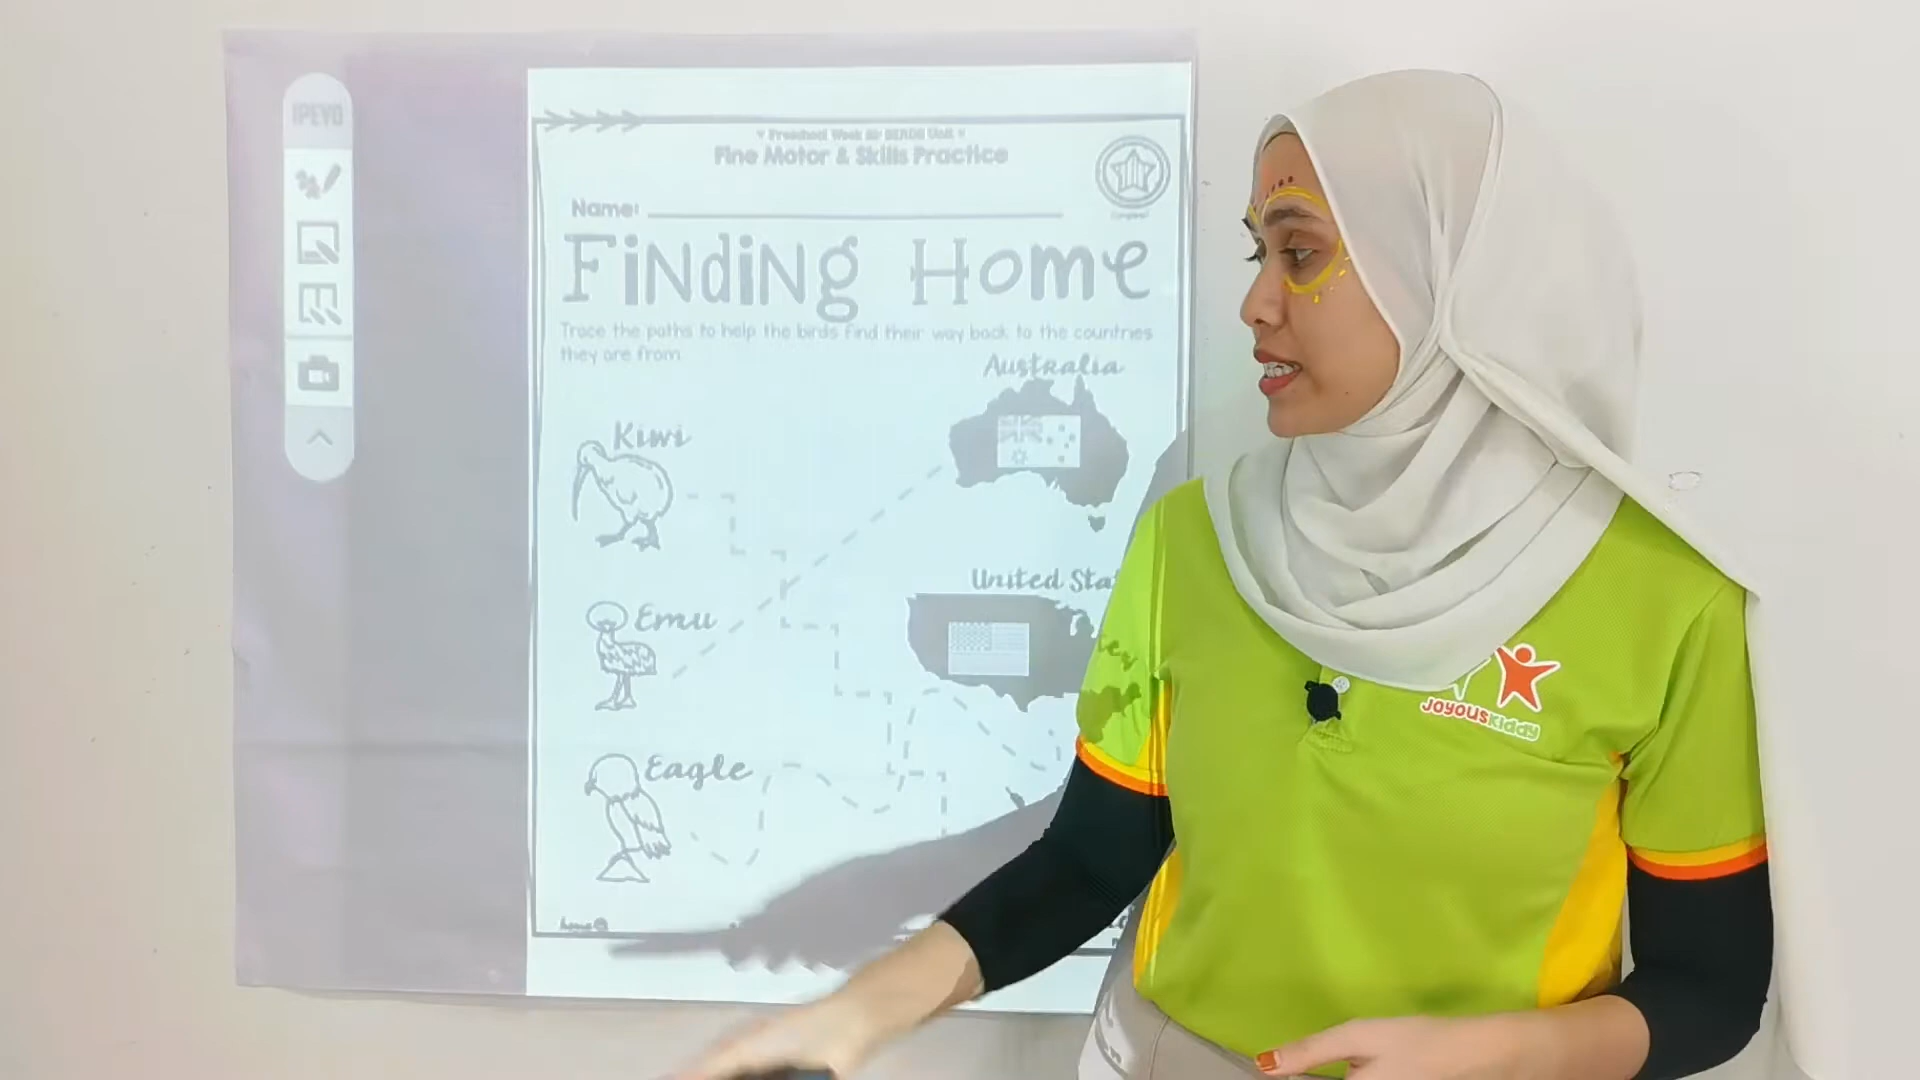 IPEVO
Fine Motor & Skills Practice
Name:
Finding Home
Trace the paths to help the birds find their way back to the countries
they are from
Australia
Kiwi
United Sta
Emu
Eagle
JOYOUSKiddy